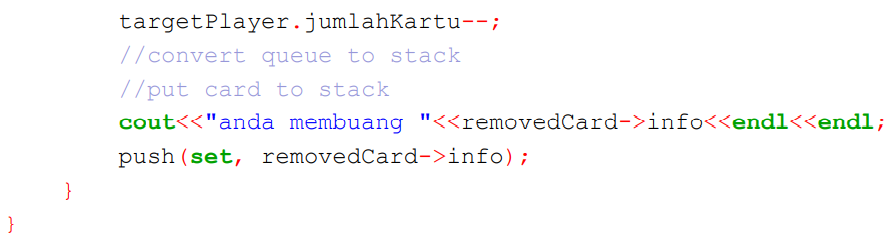 targetPlayer.jumlahKartu--;
//convert queue to stack
//put card to stack
cout<<"anda membuang "<<removedCard->info<<endl<<endl;
push(set, removedCard->info);
}
}